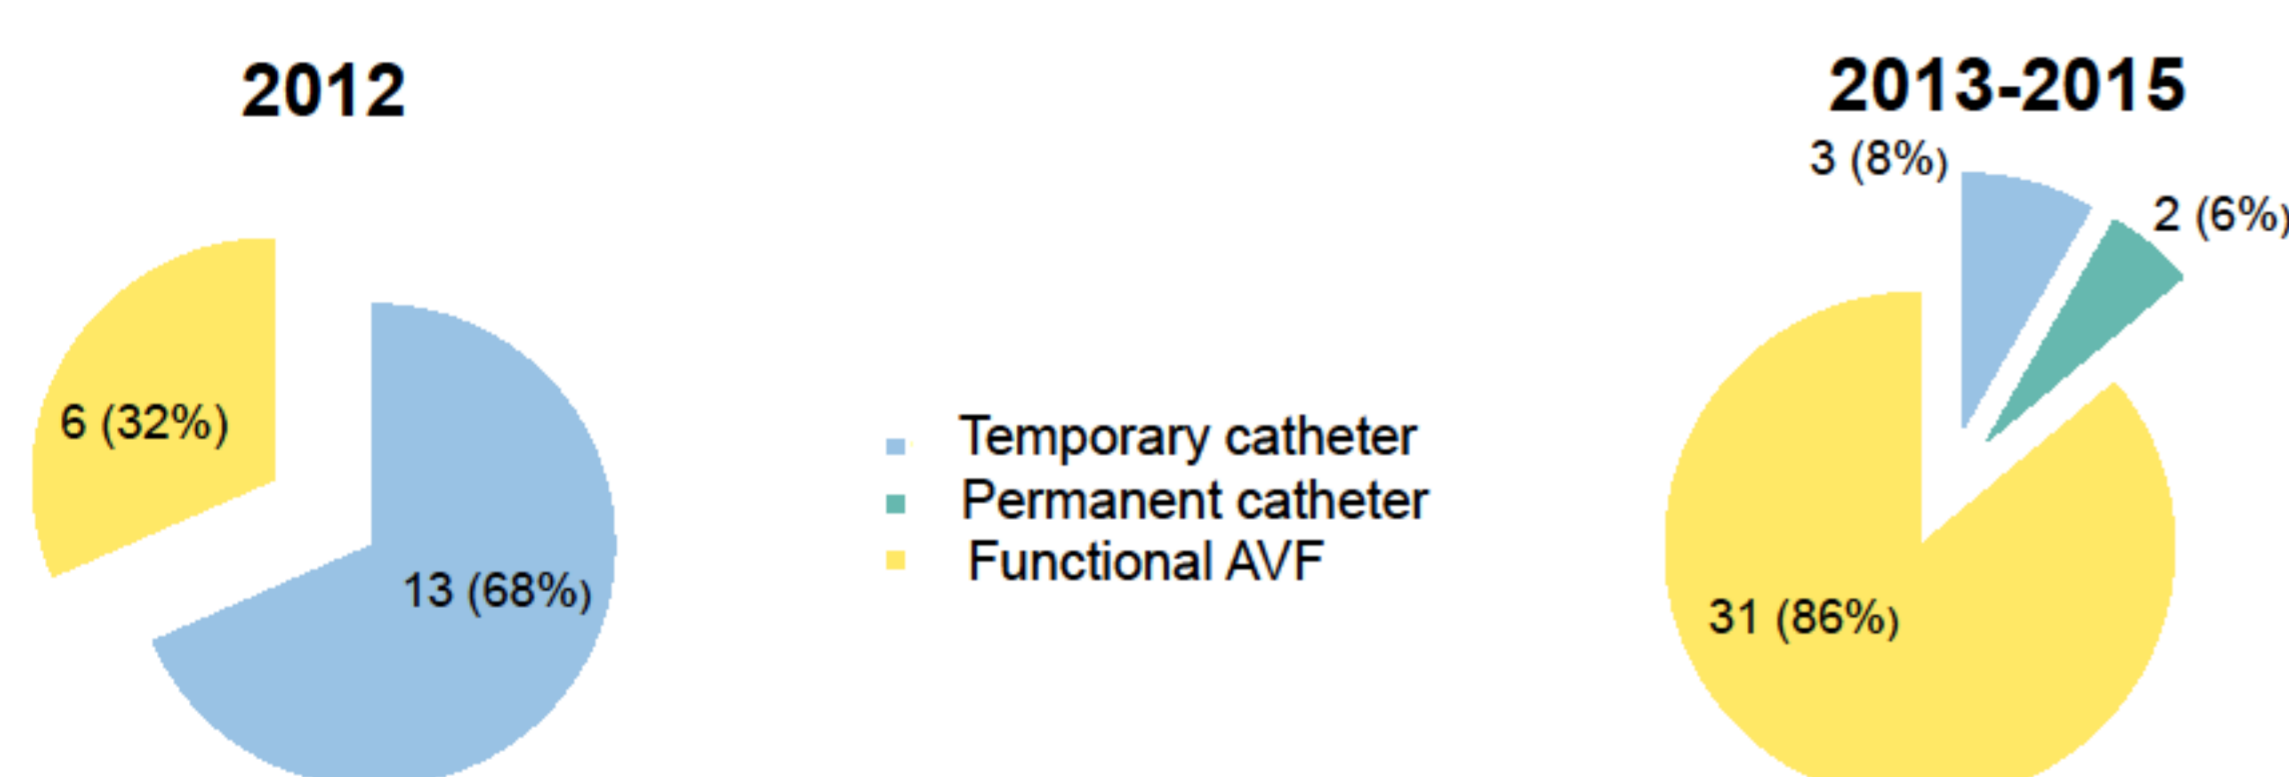 2012
6 (32%)
13 (68%)
Temporary catheter
Permanent catheter
Functional AVF
2013-2015
3 (8%)
2 (6%)
31 (86%)